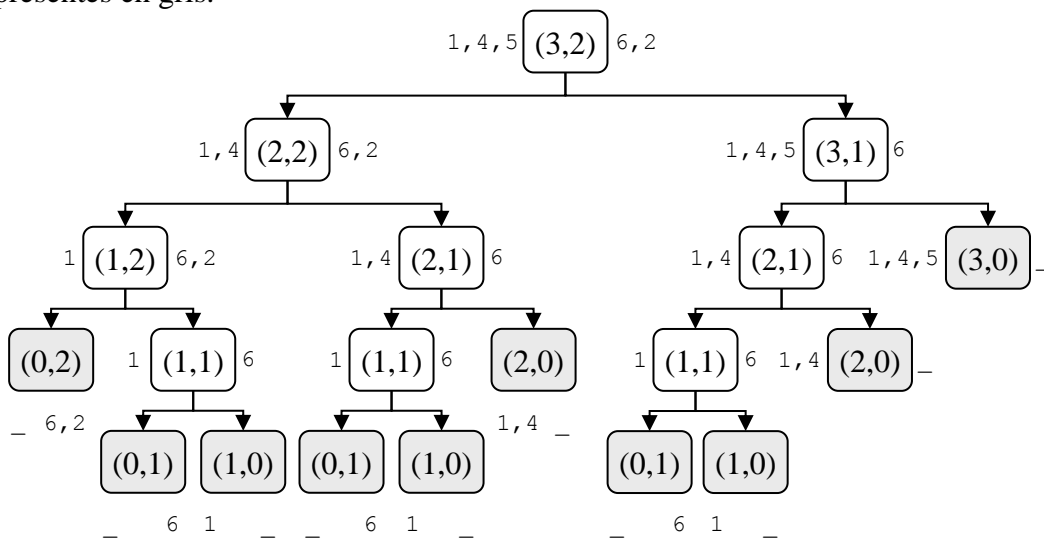 présentes en gris.
1,4,5 (3,2) 6,2
1,4 (2,2) 6,2 1,4,5 (3,1) 6
1 (1,2) 6,2 1,4 (2,1) 6 1,4 (2,1) 6 1,4,5 (3,0) _
(0,2) 1 (1,1) 6 1 (1,1) 6 (2,0) 1 (1,1) 6 1,4 (2,0) _
_ 6,2 1,4 _
(0,1) (1,0) (0,1) (1,0) (0,1) (1,0)
_ 6 1 _ _ 6 1 _ _ 6 1 _